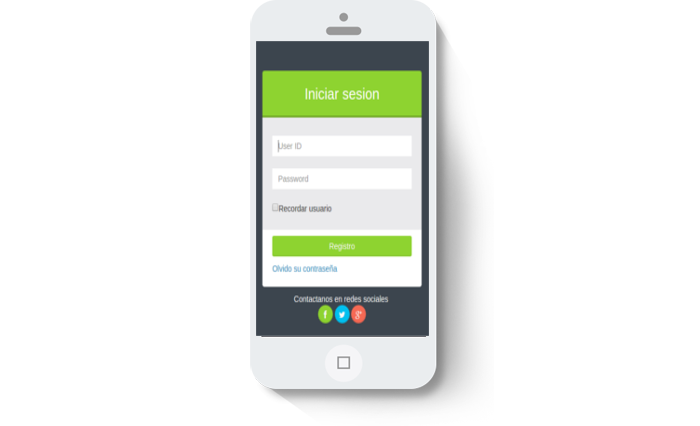 Iniciar sesion
User ID
Password
Recordar usuario
Registro
Olvido su contraseña
Contactanos en redes sociales